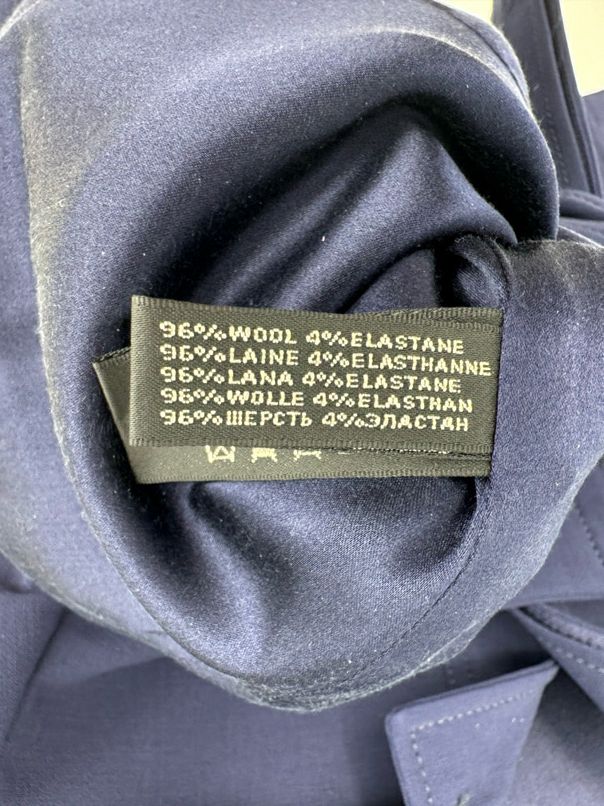 96%WOOL 4%ELASTANE
96%LAINE 4%ELASTHANNE
96%LANA 4%ELASTANE
96%WOLLE 4%ELASTHAN
96%ШЕРСТЬ 4%ЭЛАСТАН